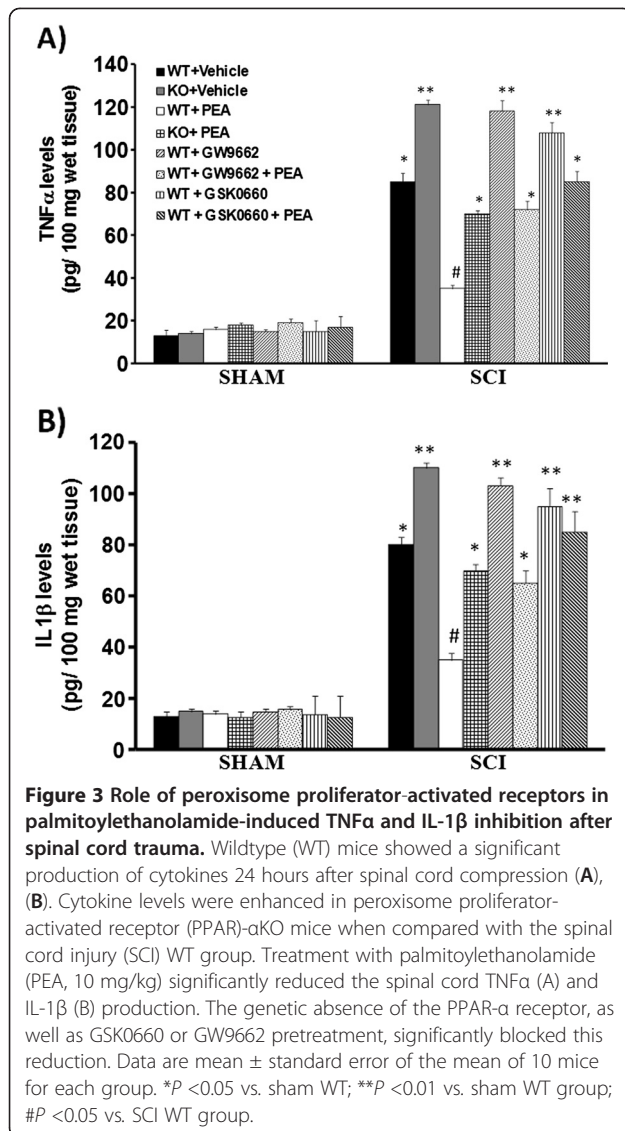 A)
TNFα levels
(pg/ 100 mg wet tissue)
140
120
100
80
60
40
20
0
WT+Vehicle
KO+Vehicle
WT+PEA
KO+PEA
WT+GW9662
WT+GW9662 + PEA
WT + GSK0660
WT+GSK0660 + PEA
*
**
#
*
**
*
**
*
SHAM
SCI
B)
IL1β levels
(pg/ 100 mg wet tissue)
120
100
80
60
40
20
0
*
**
#
*
**
*
**
**
SHAM
SCI
Figure 3 Role of peroxisome proliferator-activated receptors in
palmitoylethanolamide-induced TNFα and IL-1β inhibition after
spinal cord trauma. Wildtype (WT) mice showed a significant
production of cytokines 24 hours after spinal cord compression (A),
(B). Cytokine levels were enhanced in peroxisome proliferator-
activated receptor (PPAR)-αKO mice when compared with the spinal
cord injury (SCI) WT group. Treatment with palmitoylethanolamide
(PEA, 10 mg/kg) significantly reduced the spinal cord TNFα (A) and
IL-1β (B) production. The genetic absence of the PPAR-α receptor, as
well as GSK0660 or GW9662 pretreatment, significantly blocked this
reduction. Data are mean ± standard error of the mean of 10 mice
for each group. *P <0.05 vs. sham WT; **P <0.01 vs. sham WT group;
#P <0.05 vs. SCI WT group.